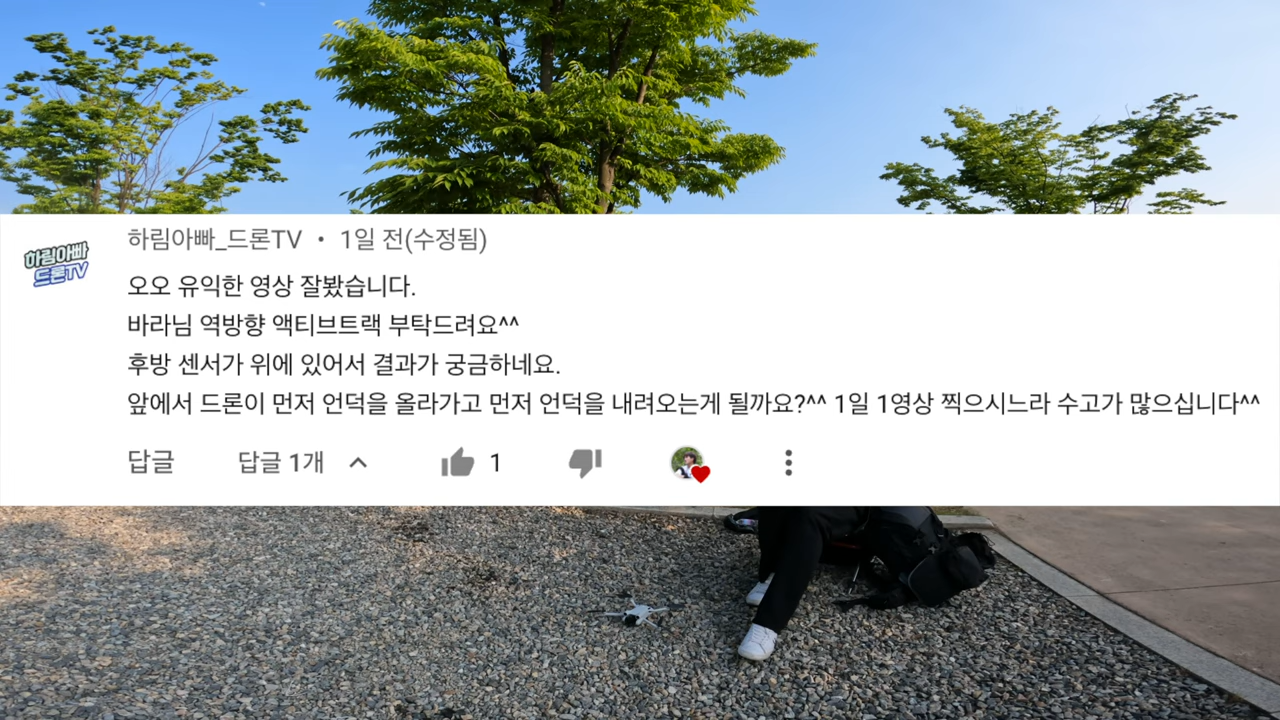 하림아빠_드론TV • 1일 전(수정됨)
하림아빠
드론TV
오오 유익한 영상 잘봤습니다.
바라님 역방향 액티브트랙 부탁드려요^^
후방 센서가 위에 있어서 결과가 궁금하네요.
앞에서 드론이 먼저 언덕을 올라가고 먼저 언덕을 내려오는게 될까요?^^ 1일 1영상 찍으시느라 수고가 많으십니다^^
답글 답글 1개 1